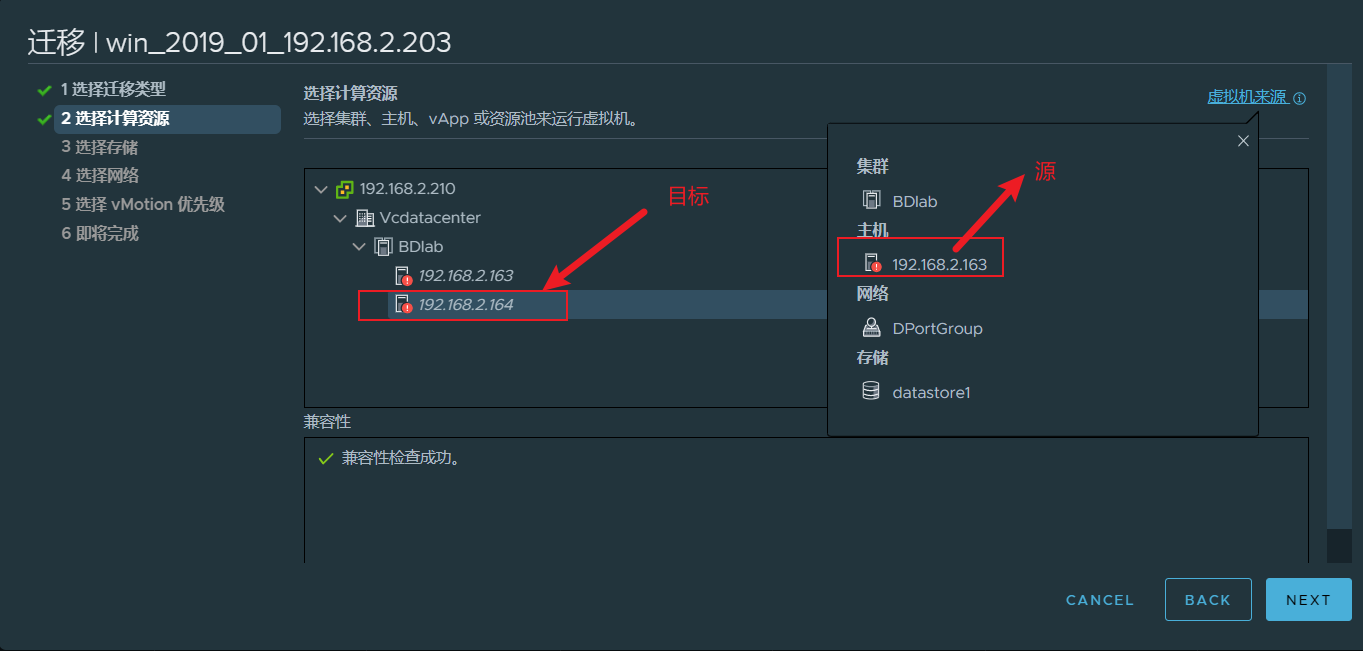 迁移 | win_2019_01_192.168.2.203
1 选择迁移类型
2 选择计算资源
3 选择存储
4 选择网络
5 选择 vMotion 优先级
6 即将完成
选择计算资源
虚拟机来源
选择集群、主机、vApp 或资源池来运行虚拟机。
192.168.2.210
Vcdatacenter
BDlab
192.168.2.163
192.168.2.164
目标
集群
BDlab
主机
192.168.2.163
源
网络
DPortGroup
存储
datastore1
兼容性
兼容性检查成功。
CANCEL
BACK
NEXT